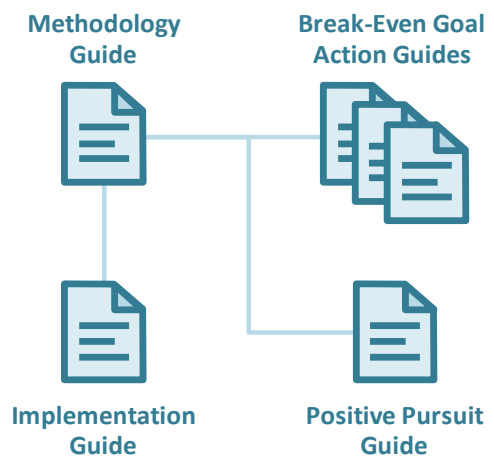 Methodology
Guide
Break-Even Goal
Action Guides
Implementation
Guide
Positive Pursuit
Guide